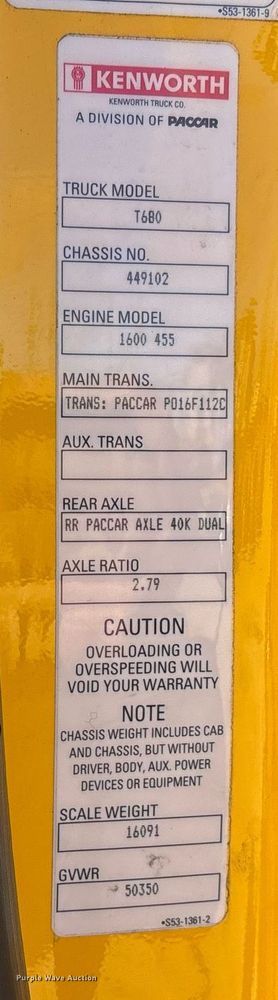 •S53-1361-9
KENWORTH
KENWORTH TRUCK CO.
A DIVISION OF PACCAR
TRUCK MODEL
T680
CHASSIS NO.
449102
ENGINE MODEL
1600 455
MAIN TRANS.
TRANS: PACCAR PO16F112C
AUX. TRANS
REAR AXLE
RR PACCAR AXLE 40K DUAL
AXLE RATIO
2.79
CAUTION
OVERLOADING OR
OVERSPEEDING WILL
VOID YOUR WARRANTY
NOTE
CHASSIS WEIGHT INCLUDES CAB
AND CHASSIS, BUT WITHOUT
DRIVER, BODY, AUX. POWER
DEVICES OR EQUIPMENT
SCALE WEIGHT
16091
GVWR
50350
•S53-1361-2
Purple Wave Auction